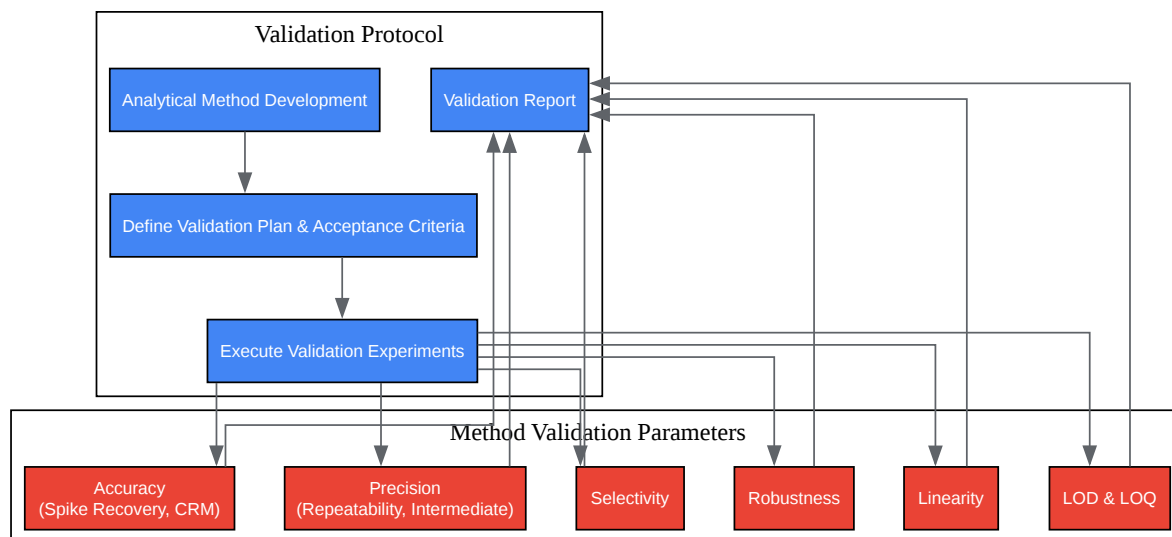 Validation Protocol
Analytical Method Development
Validation Report
Define Validation Plan & Acceptance Criteria
Execute Validation Experiments
Method Validation Parameters
Accuracy
(Spike Recovery, CRM)
Precision
(Repeatability, Intermediate)
Selectivity
Robustness
Linearity
LOD & LOQ